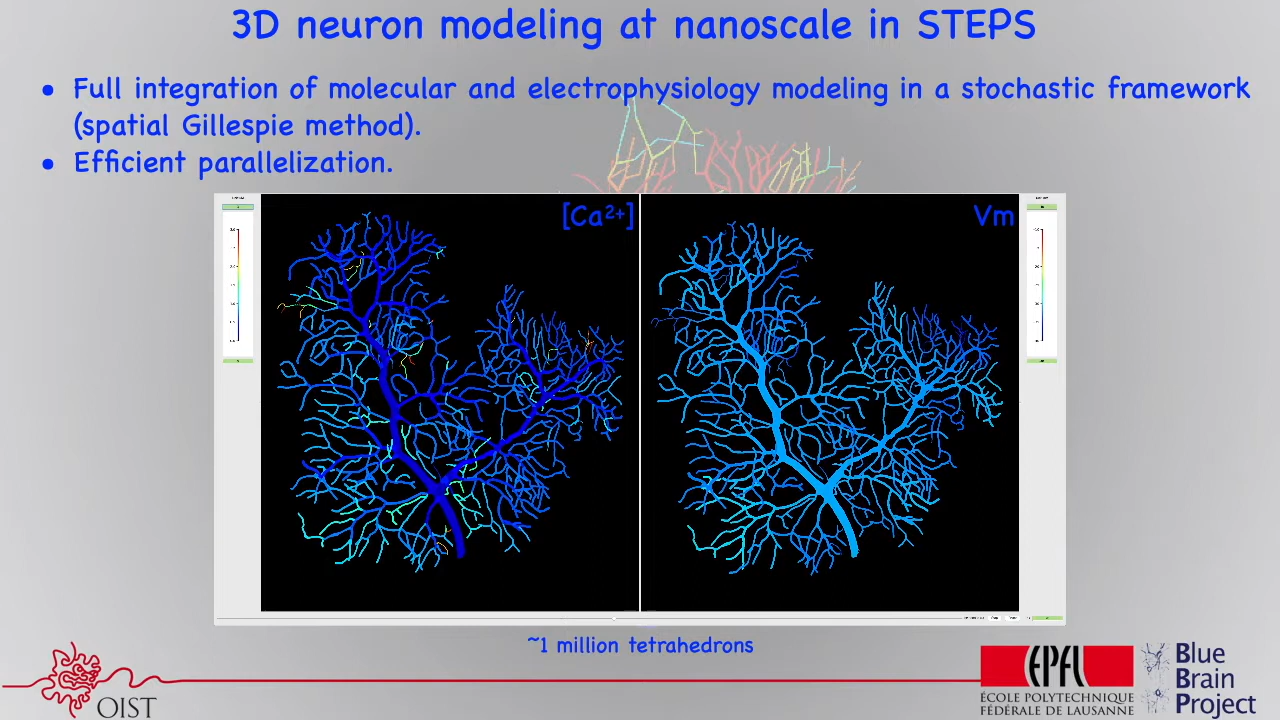 3D neuron modeling at nanoscale in STEPS
● Full integration of molecular and electrophysiology modeling in a stochastic framework
(spatial Gillespie method).
● Efficient parallelization.
[Ca²⁺]
Vm
~1 million tetrahedrons
OIST
EPFL
ÉCOLE POLYTECHNIQUE
FÉDÉRALE DE LAUSANNE
Blue
Brain
Project